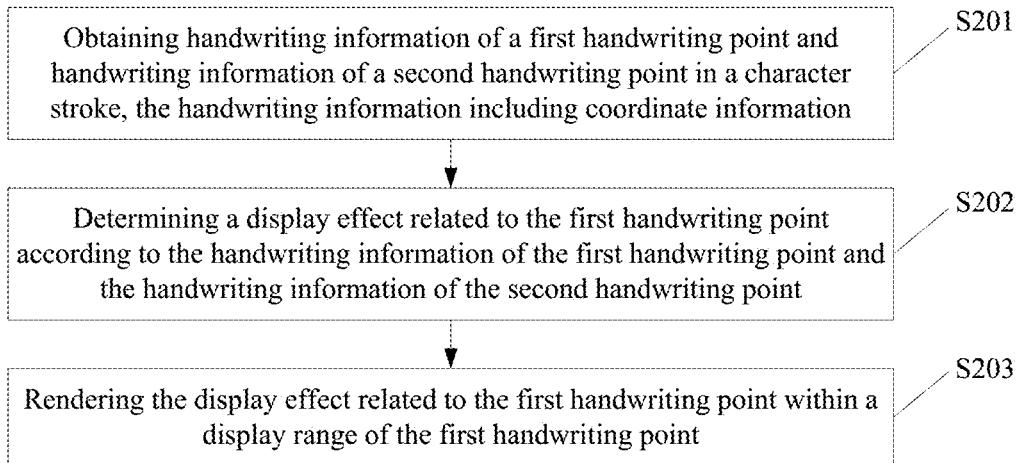 S201
Obtaining handwriting information of a first handwriting point and
handwriting information of a second handwriting point in a character
stroke, the handwriting information including coordinate information
S202
Determining a display effect related to the first handwriting point
according to the handwriting information of the first handwriting point and
the handwriting information of the second handwriting point
S203
Rendering the display effect related to the first handwriting point within a
display range of the first handwriting point